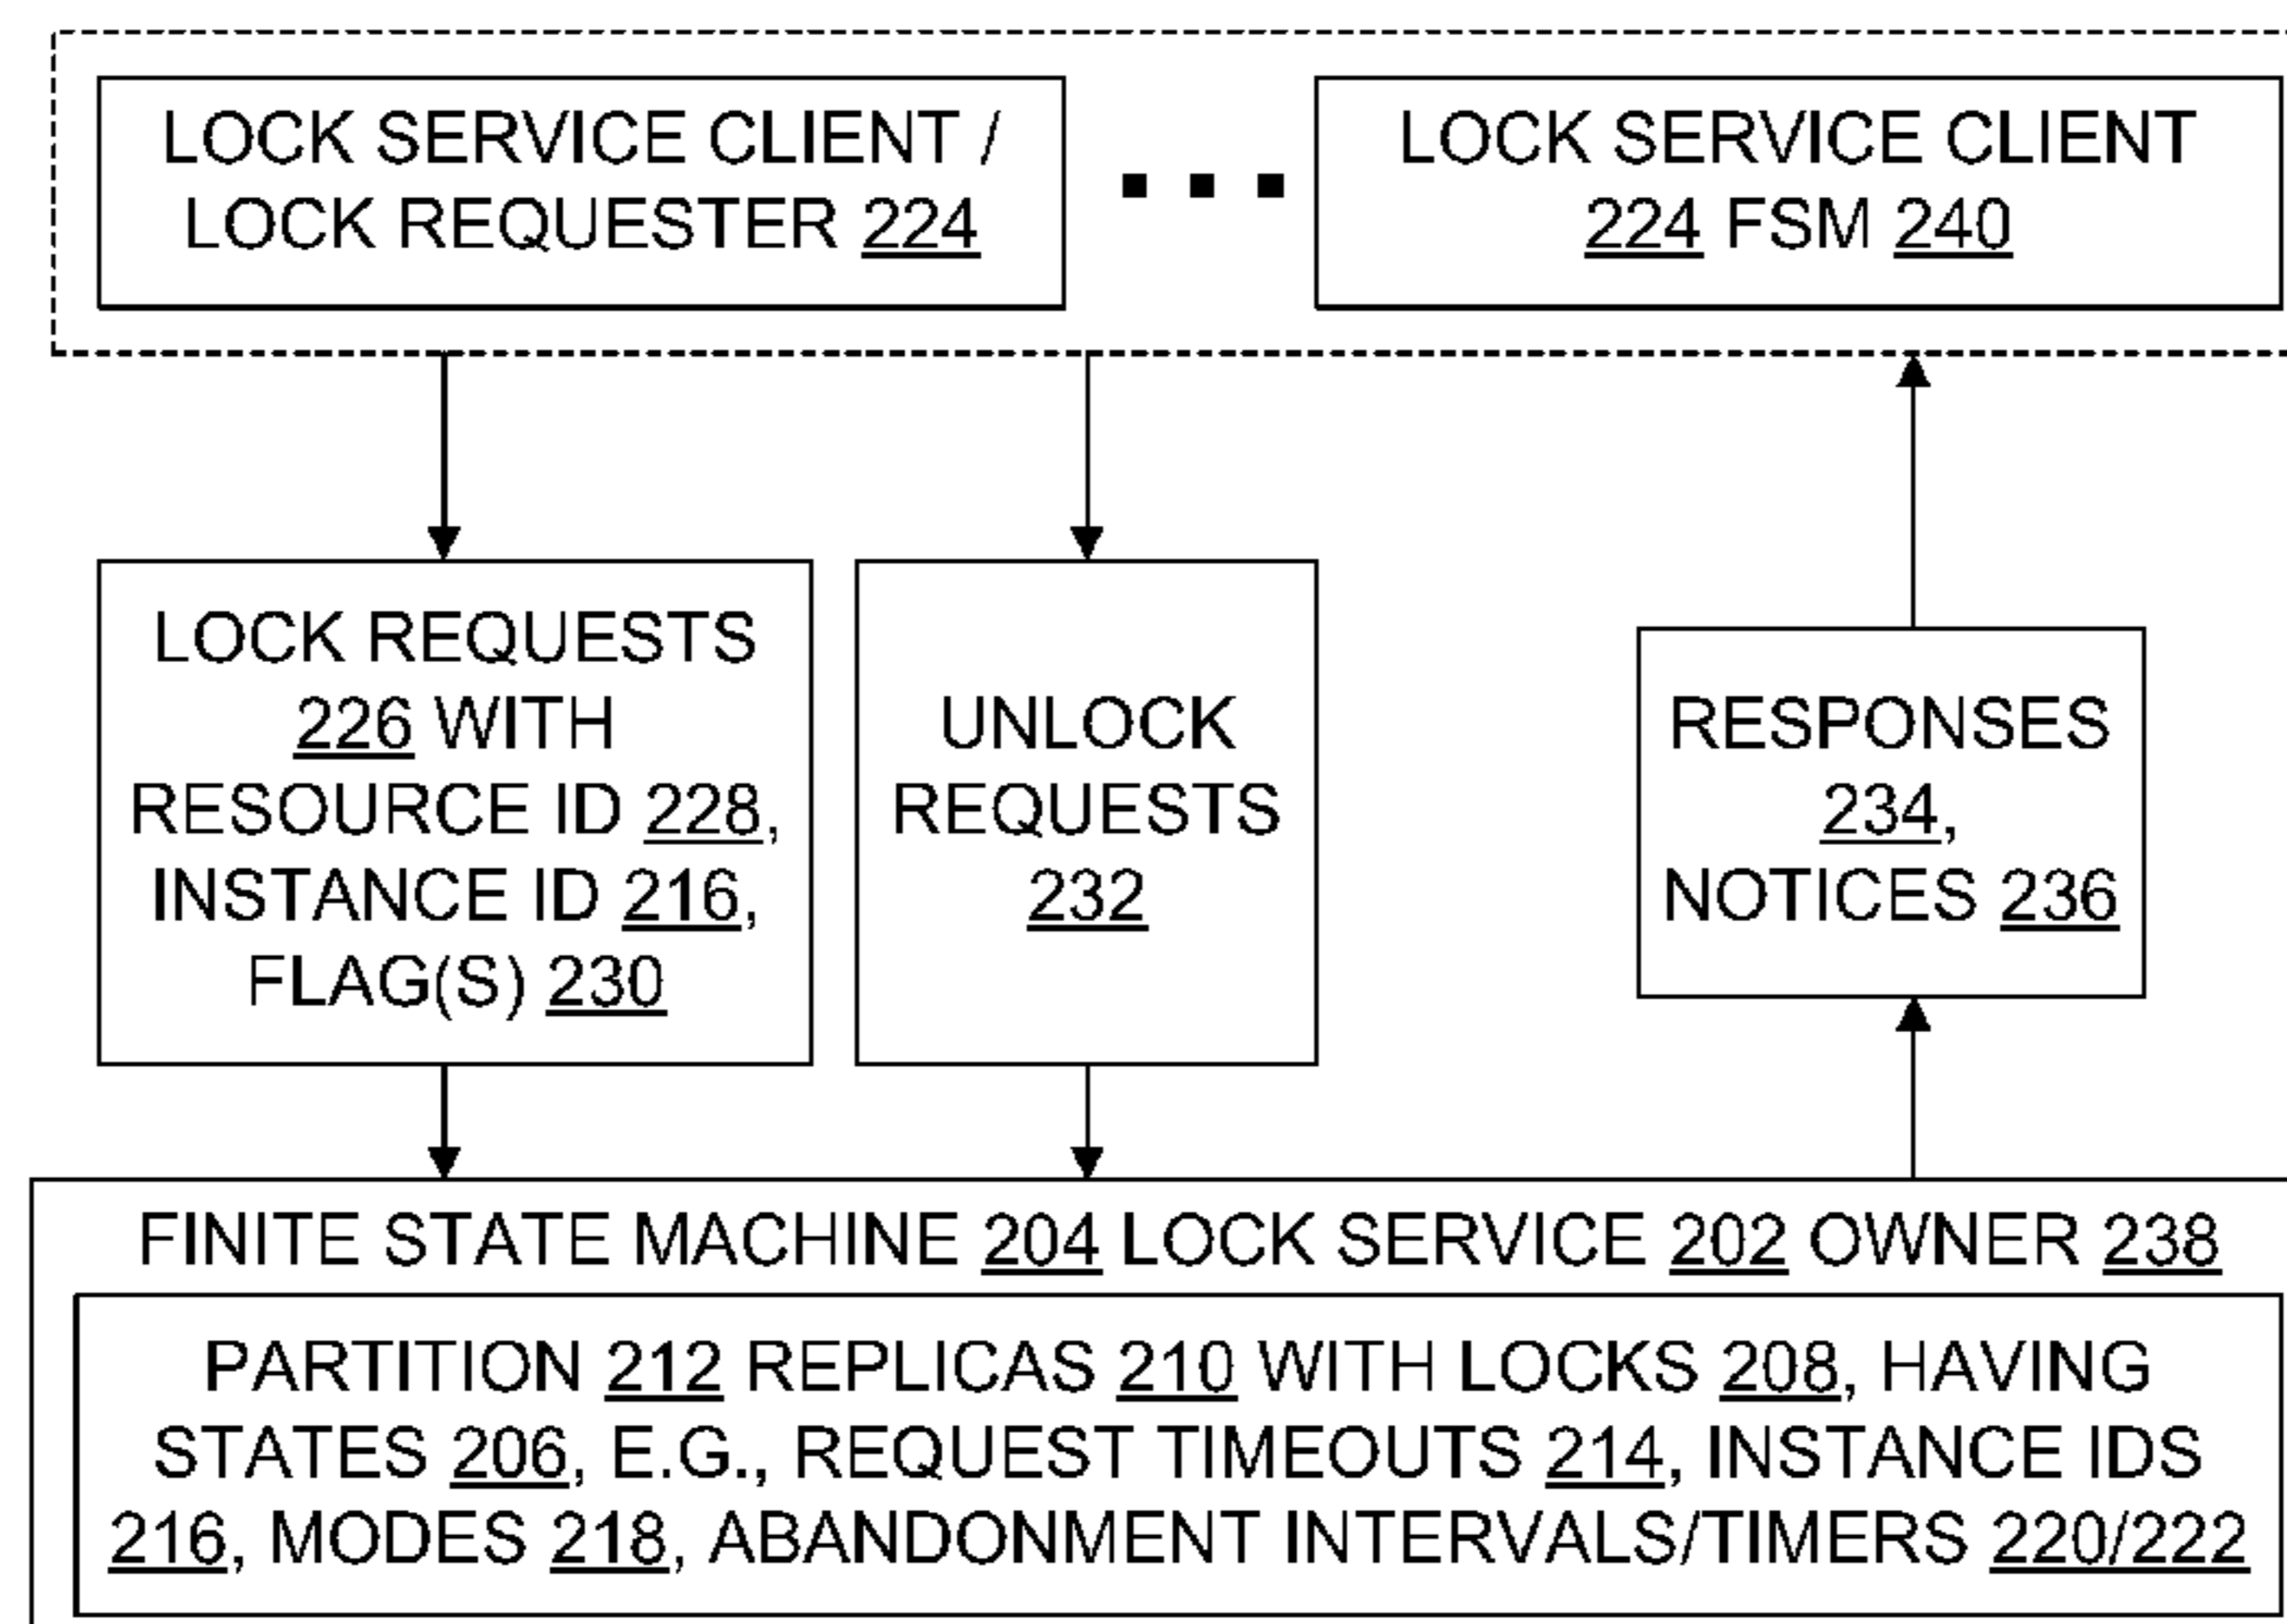 LOCK SERVICE CLIENT /
LOCK REQUESTER 224
LOCK SERVICE CLIENT
224 FSM 240
LOCK REQUESTS
226 WITH
RESOURCE ID 228,
INSTANCE ID 216,
FLAG(S) 230
UNLOCK
REQUESTS
232
RESPONSES
234,
NOTICES 236
FINITE STATE MACHINE 204 LOCK SERVICE 202 OWNER 238
PARTITION 212 REPLICAS 210 WITH LOCKS 208, HAVING
STATES 206, E.G., REQUEST TIMEOUTS 214, INSTANCE IDS
216, MODES 218, ABANDONMENT INTERVALS/TIMERS 220/222